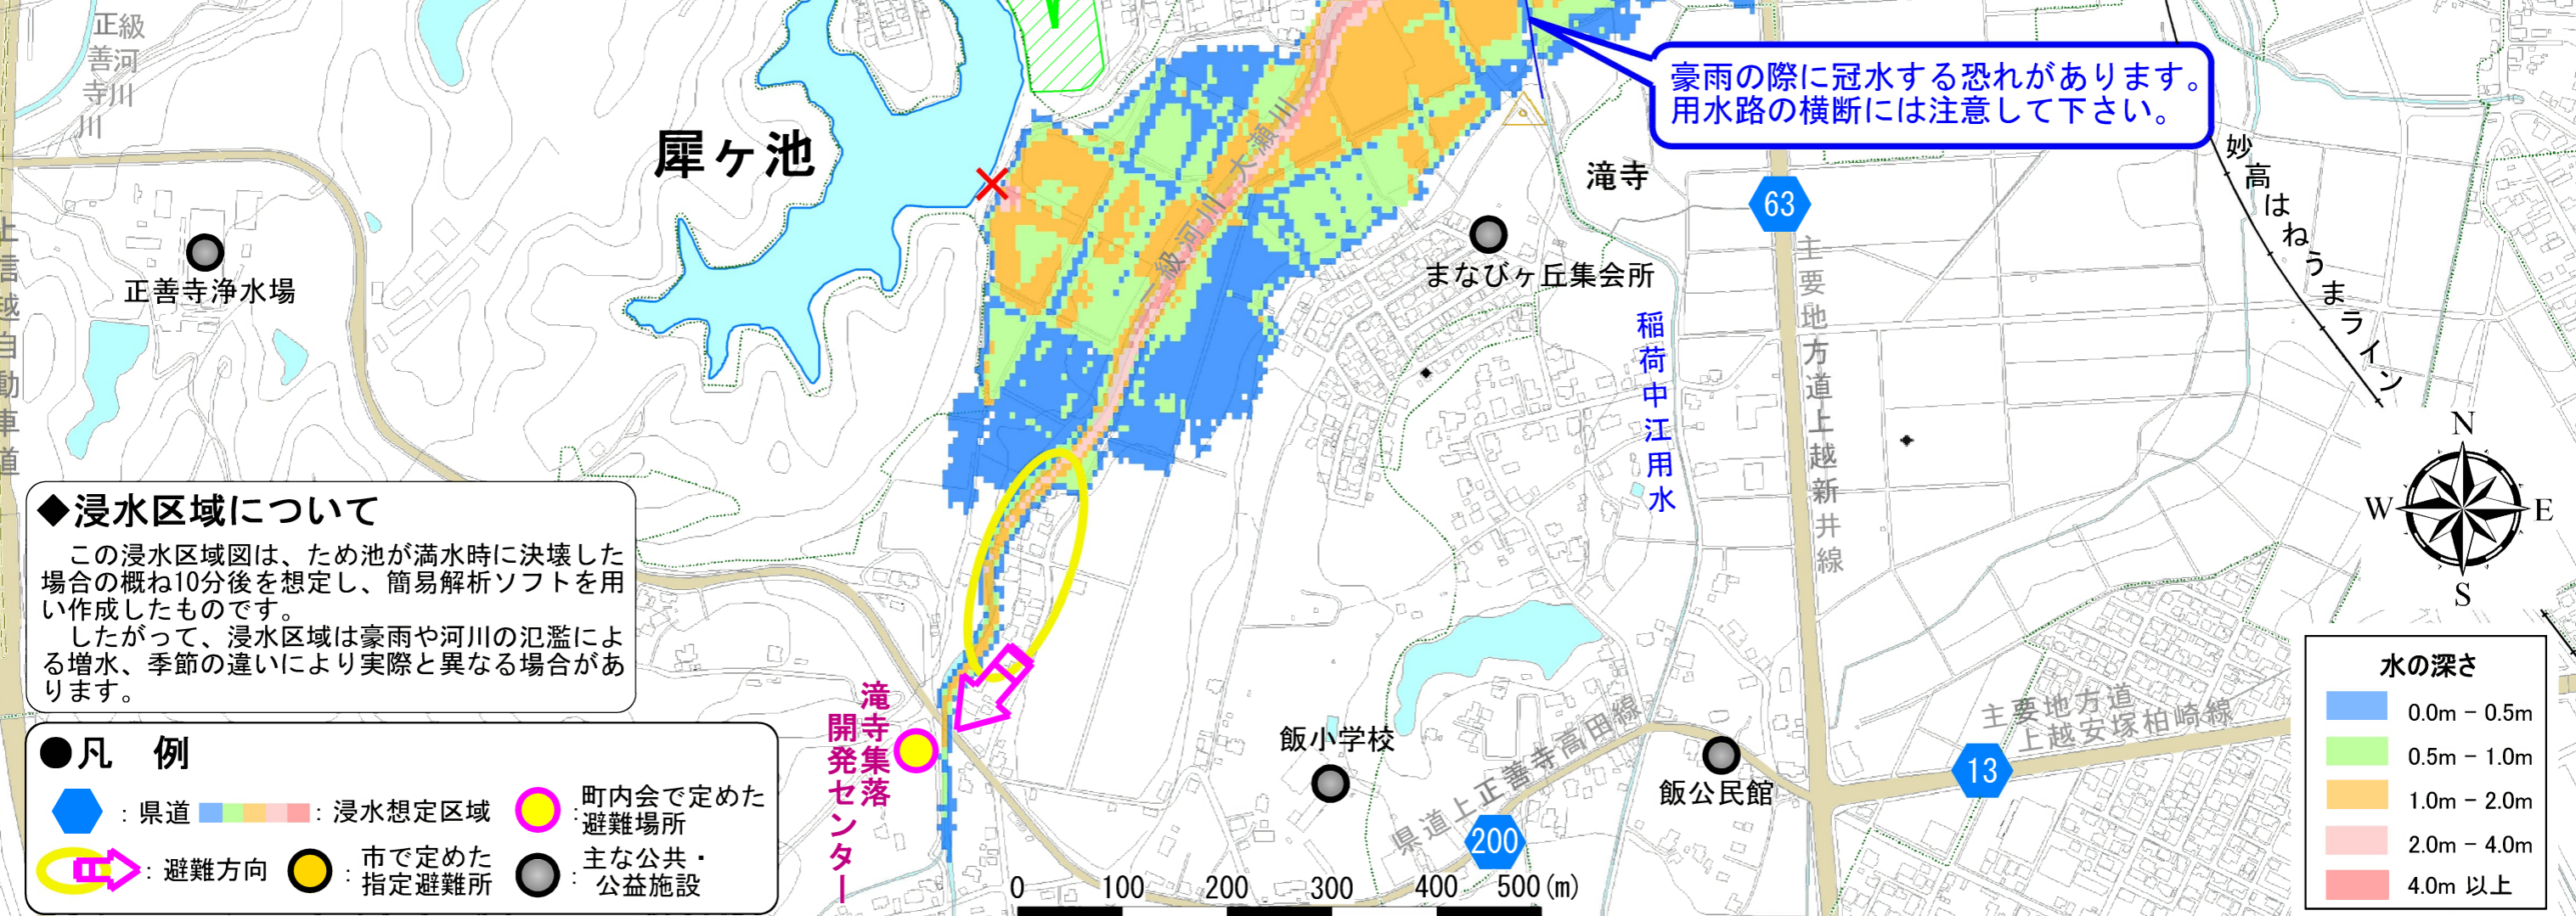 正善寺川
級河川
犀ヶ池
豪雨の際に冠水する恐れがあります。
用水路の横断には注意して下さい。
滝寺
63
妙高はねうまライン
一級河川 大瀬川
正善寺浄水場
まなびヶ丘集会所
上信越自動車道
主要地方道上越新井線
稲荷中江用水
N
W
E
S
◆浸水区域について
この浸水区域図は、ため池が満水時に決壊した
場合の概ね10分後を想定し、簡易解析ソフトを用
い作成したものです。
したがって、浸水区域は豪雨や河川の氾濫によ
る増水、季節の違いにより実際と異なる場合があ
ります。
滝寺集落
開発センター
飯小学校
飯公民館
県道上正善寺高田線
200
主要地方道
上越安塚柏崎線
13
●凡 例
：県道
：浸水想定区域
：町内会で定めた
避難場所
：避難方向
：市で定めた
指定避難所
：主な公共・
公益施設
0 100 200 300 400 500(m)
水の深さ
0.0m - 0.5m
0.5m - 1.0m
1.0m - 2.0m
2.0m - 4.0m
4.0m 以上